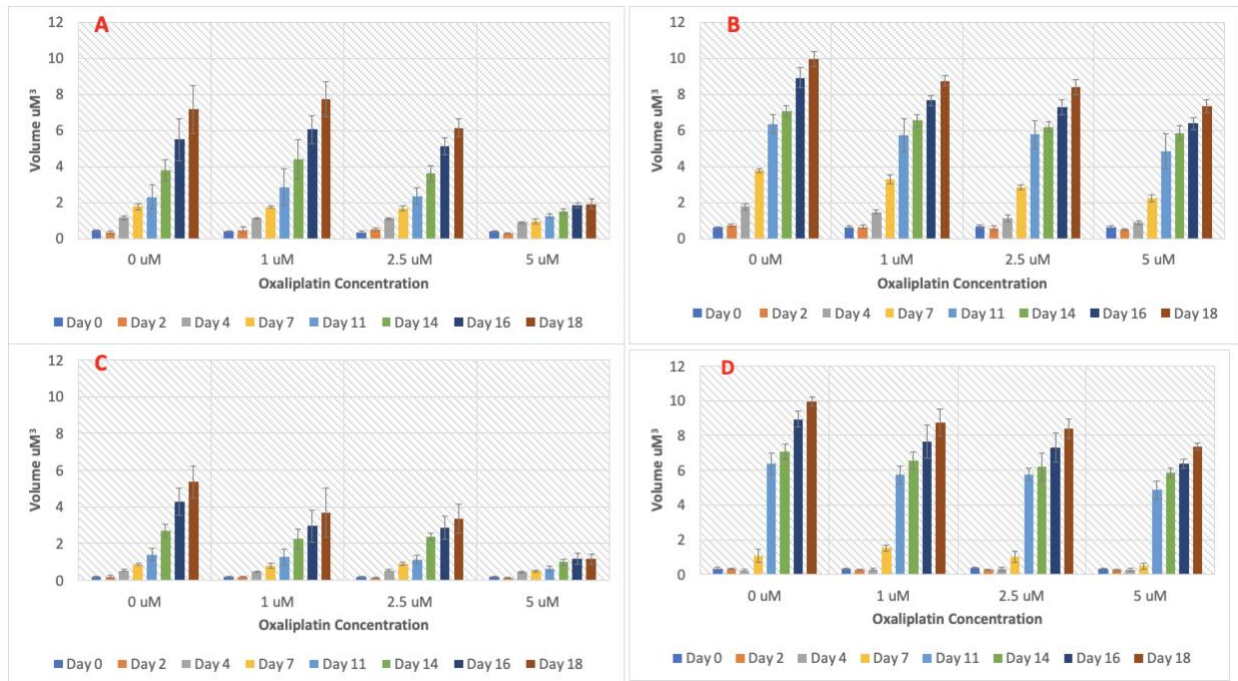 A
12
10
8
6
4
2
0
Volume uM³
0 uM 1 uM 2.5 uM 5 uM
Oxaliplatin Concentration
Day 0 Day 2 Day 4 Day 7 Day 11 Day 14 Day 16 Day 18
B
12
10
8
6
4
2
0
Volume uM³
0 uM 1 uM 2.5 uM 5 uM
Oxaliplatin Concentration
Day 0 Day 2 Day 4 Day 7 Day 11 Day 14 Day 16 Day 18
C
12
10
8
6
4
2
0
Volume uM³
0 uM 1 uM 2.5 uM 5 uM
Oxaliplatin Concentration
Day 0 Day 2 Day 4 Day 7 Day 11 Day 14 Day 16 Day 18
D
12
10
8
6
4
2
0
Volume uM³
0 uM 1 uM 2.5 uM 5 uM
Oxaliplatin Concentration
Day 0 Day 2 Day 4 Day 7 Day 11 Day 14 Day 16 Day 18